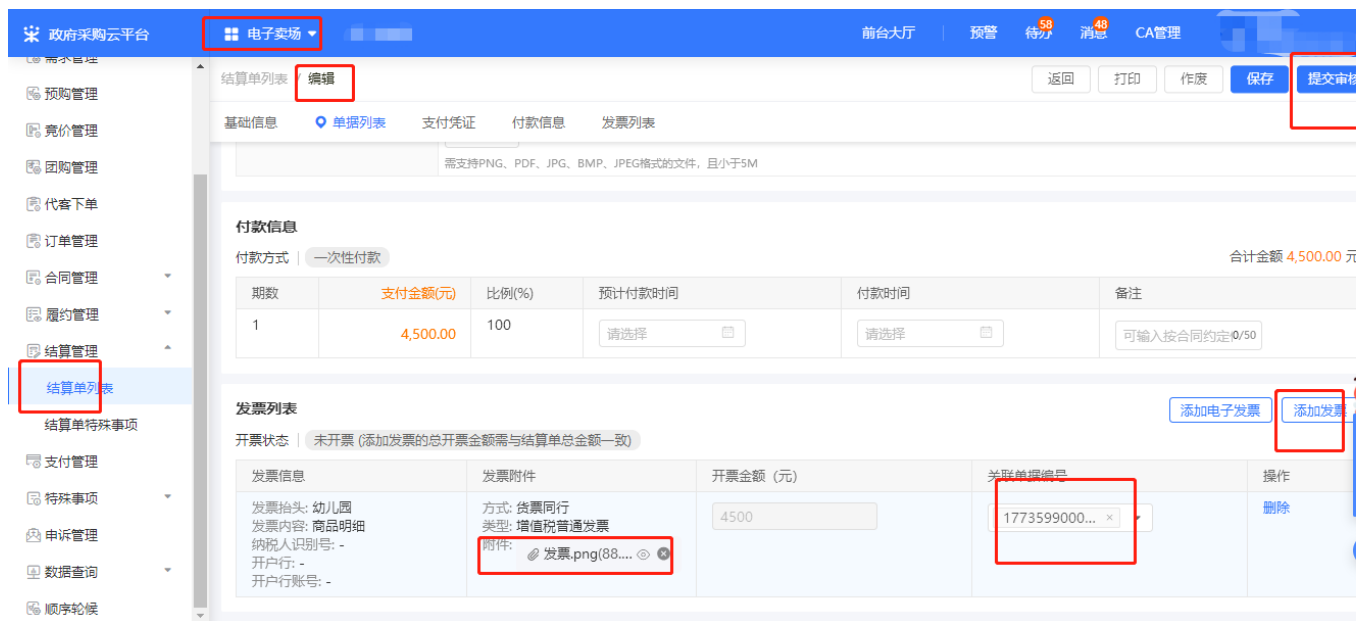 政府采购云平台 电子卖场 前台大厅 预警 待办 58 消息 48 CA管理
需求管理
预购管理
竞价管理
团购管理
代客下单
订单管理
合同管理
履约管理
结算管理
结算单列表
结算单特殊事项
支付管理
特殊事项
申诉管理
数据查询
顺序轮候
结算单列表 / 编辑 返回 打印 作废 保存 提交审核
基础信息 单据列表 支付凭证 付款信息 发票列表
需支持PNG、PDF、JPG、BMP、JPEG格式的文件，且小于5M
付款信息
付款方式 一次性付款 合计金额 4,500.00 元
期数 支付金额(元) 比例(%) 预计付款时间 付款时间 备注
1 4,500.00 100 请选择 请选择 可输入按合同约定 0/50
发票列表 添加电子发票 添加发票
开票状态 未开票 (添加发票的总开票金额需与结算单总金额一致)
发票信息 发票附件 开票金额（元） 关联单据编号 操作
发票抬头: 幼儿园 方式: 货票同行 4500 1773599000... × 删除
发票内容: 商品明细 类型: 增值税普通发票
纳税人识别号: - 附件: 发票.png(88....
开户行: -
开户行账号: -